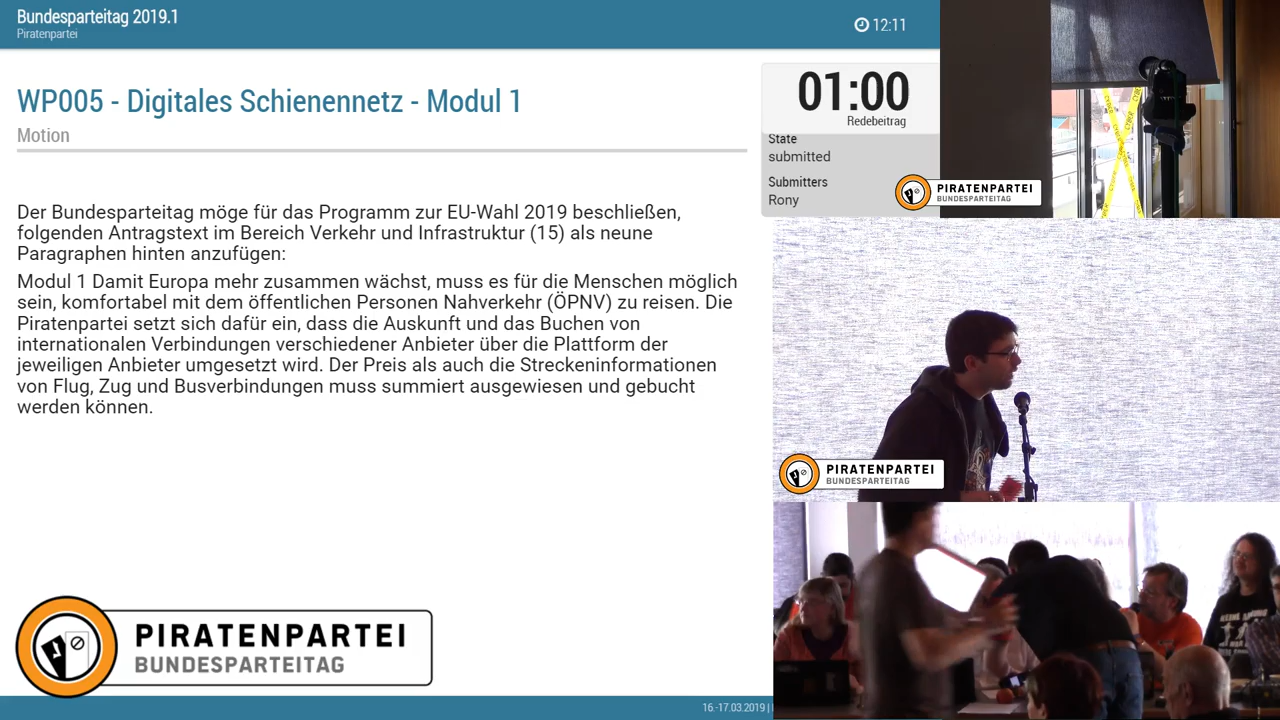 Bundesparteitag 2019.1
Piratenpartei
12:11
WP005 - Digitales Schienennetz - Modul 1
Motion
01:00
Redebeitrag
State
submitted
Submitters
Rony
Der Bundesparteitag möge für das Programm zur EU-Wahl 2019 beschließen,
folgenden Antragstext im Bereich Verkehr und Infrastruktur (15) als neune
Paragraphen hinten anzufügen:
Modul 1 Damit Europa mehr zusammen wächst, muss es für die Menschen möglich
sein, komfortabel mit dem öffentlichen Personen Nahverkehr (ÖPNV) zu reisen. Die
Piratenpartei setzt sich dafür ein, dass die Auskunft und das Buchen von
internationalen Verbindungen verschiedener Anbieter über die Plattform der
jeweiligen Anbieter umgesetzt wird. Der Preis als auch die Streckeninformationen
von Flug, Zug und Busverbindungen muss summiert ausgewiesen und gebucht
werden können.
PIRATENPARTEI
BUNDESPARTEITAG
PIRATENPARTEI
BUNDESPARTEITAG
PIRATENPARTEI
BUNDESPARTEITAG
16.-17.03.2019 |